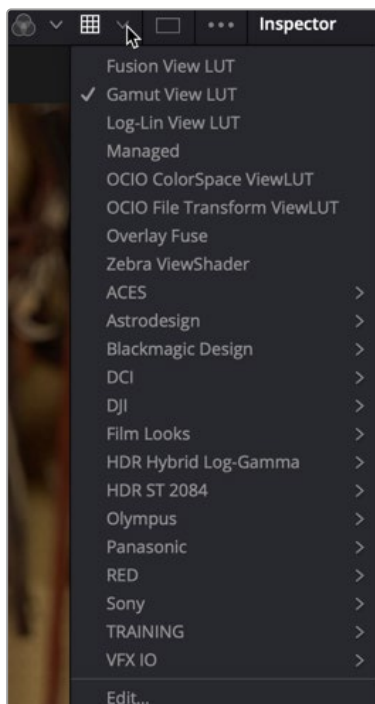 Inspector
Fusion View LUT
Gamut View LUT
Log-Lin View LUT
Managed
OCIO ColorSpace ViewLUT
OCIO File Transform ViewLUT
Overlay Fuse
Zebra ViewShader
ACES
Astrodesign
Blackmagic Design
DCI
DJI
Film Looks
HDR Hybrid Log-Gamma
HDR ST 2084
Olympus
Panasonic
RED
Sony
TRAINING
VFX IO
Edit...